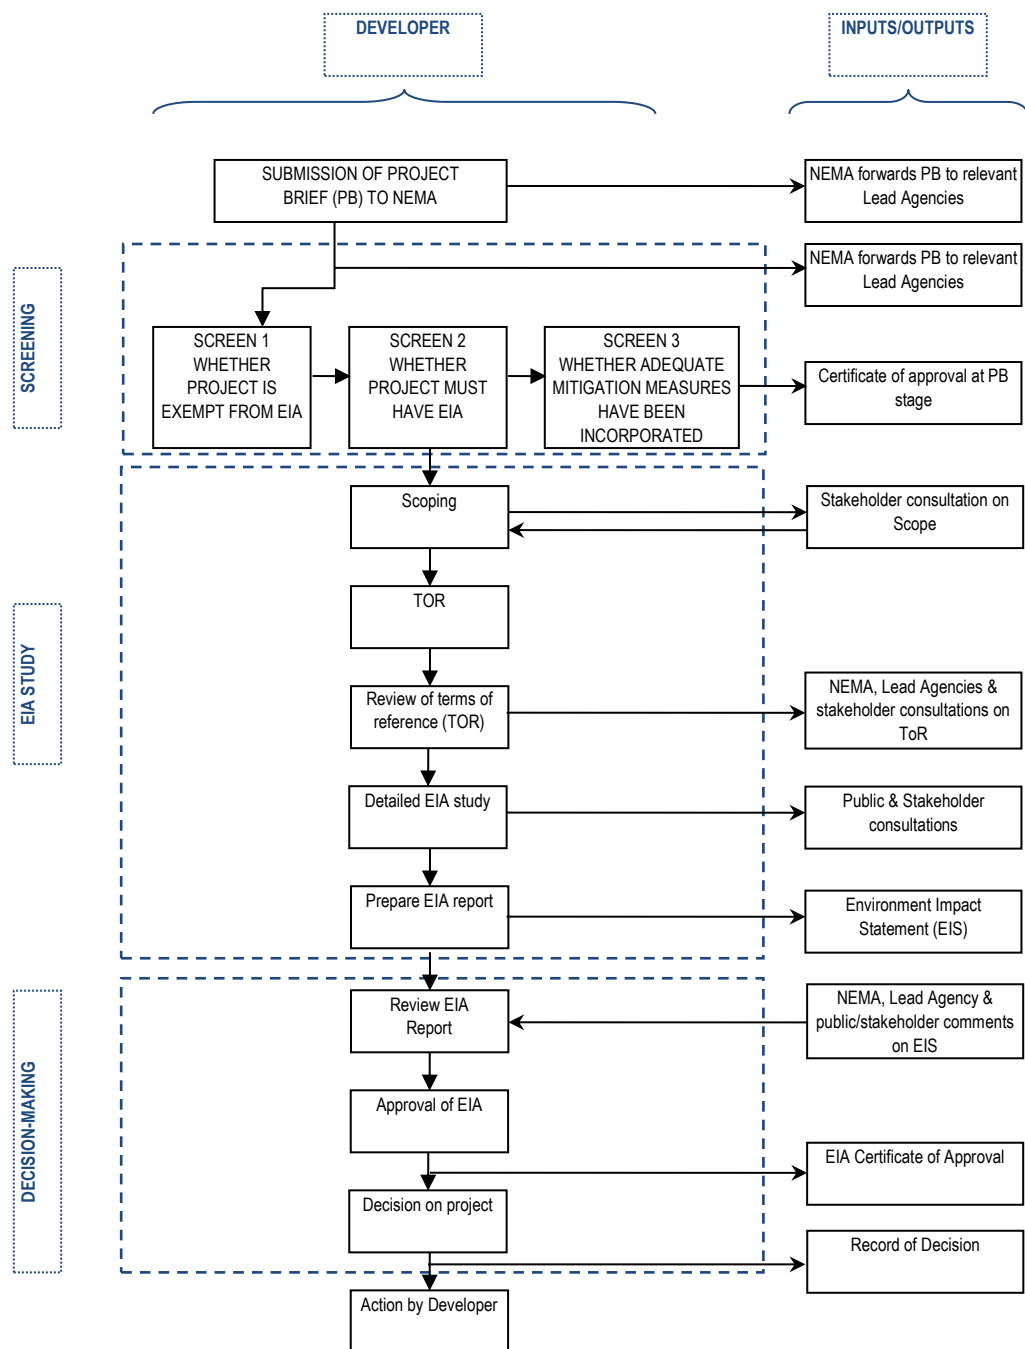 DEVELOPER
INPUTS/OUTPUTS
SUBMISSION OF PROJECT
BRIEF (PB) TO NEMA
NEMA forwards PB to relevant
Lead Agencies
NEMA forwards PB to relevant
Lead Agencies
SCREENING
SCREEN 1
WHETHER
PROJECT IS
EXEMPT FROM EIA
SCREEN 2
WHETHER
PROJECT MUST
HAVE EIA
SCREEN 3
WHETHER ADEQUATE
MITIGATION MEASURES
HAVE BEEN
INCORPORATED
Certificate of approval at PB
stage
EIA STUDY
Scoping
Stakeholder consultation on
Scope
TOR
Review of terms of
reference (TOR)
NEMA, Lead Agencies &
stakeholder consultations on
ToR
Detailed EIA study
Public & Stakeholder
consultations
Prepare EIA report
Environment Impact
Statement (EIS)
DECISION-MAKING
Review EIA
Report
NEMA, Lead Agency &
public/stakeholder comments
on EIS
Approval of EIA
EIA Certificate of Approval
Decision on project
Record of Decision
Action by Developer